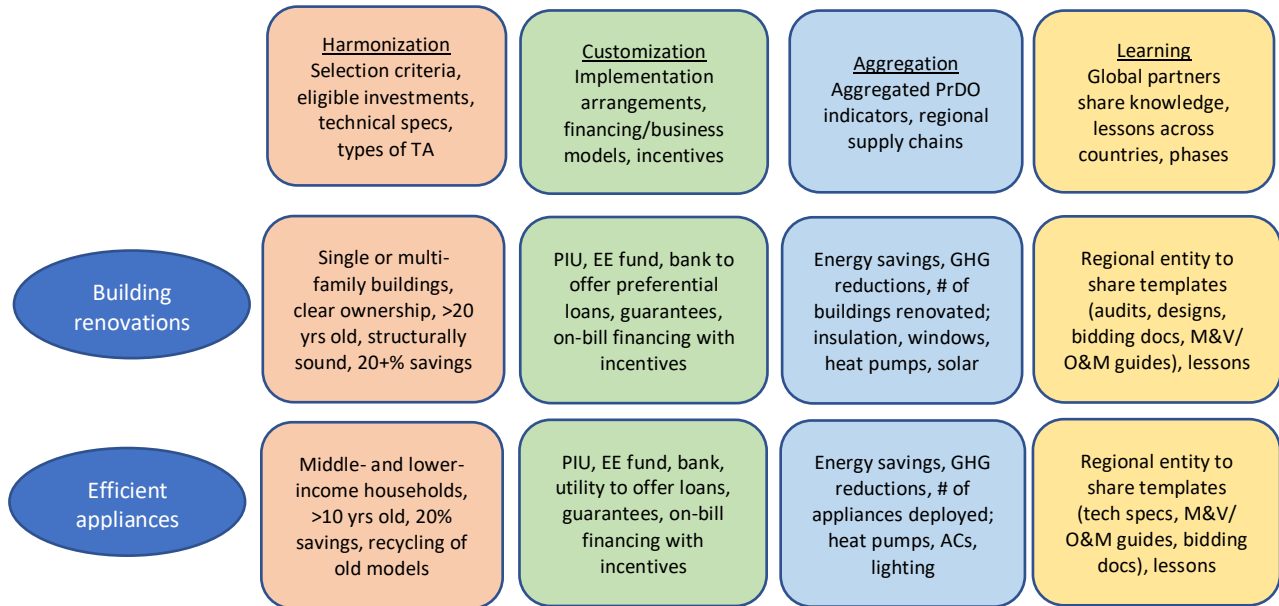 Harmonization
Selection criteria,
eligible investments,
technical specs,
types of TA
Customization
Implementation
arrangements,
financing/business
models, incentives
Aggregation
Aggregated PrDO
indicators, regional
supply chains
Learning
Global partners
share knowledge,
lessons across
countries, phases
Building
renovations
Single or multi-
family buildings,
clear ownership, >20
yrs old, structurally
sound, 20+% savings
PIU, EE fund, bank to
offer preferential
loans, guarantees,
on-bill financing with
incentives
Energy savings, GHG
reductions, # of
buildings renovated;
insulation, windows,
heat pumps, solar
Regional entity to
share templates
(audits, designs,
bidding docs, M&V/
O&M guides), lessons
Efficient
appliances
Middle- and lower-
income households,
>10 yrs old, 20%
savings, recycling of
old models
PIU, EE fund, bank,
utility to offer loans,
guarantees, on-bill
financing with
incentives
Energy savings, GHG
reductions, # of
appliances deployed;
heat pumps, ACs,
lighting
Regional entity to
share templates
(tech specs, M&V/
O&M guides, bidding
docs), lessons